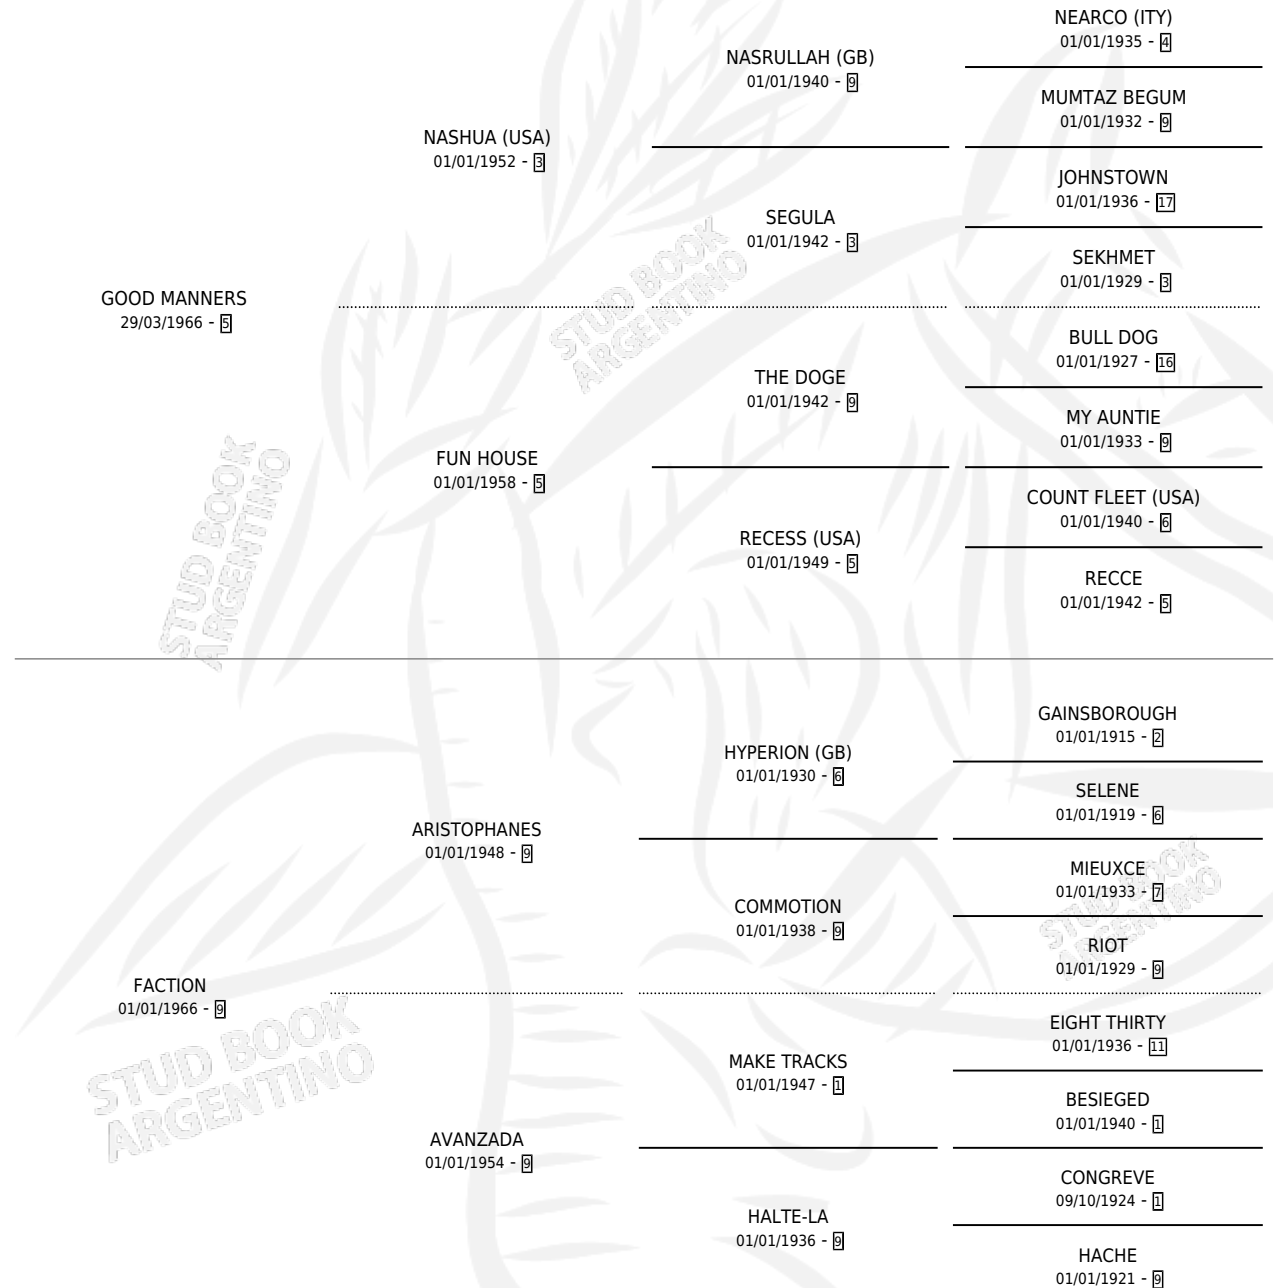 NEARCO (ITY)
01/01/1935 - 4
NASRULLAH (GB)
01/01/1940 - 9
MUMTAZ BEGUM
01/01/1932 - 9
NASHUA (USA)
01/01/1952 - 3
JOHNSTOWN
01/01/1936 - 17
SEGULA
01/01/1942 - 3
SEKHMET
01/01/1929 - 3
GOOD MANNERS
29/03/1966 - 5
BULL DOG
01/01/1927 - 16
THE DOGE
01/01/1942 - 9
MY AUNTIE
01/01/1933 - 9
FUN HOUSE
01/01/1958 - 5
COUNT FLEET (USA)
01/01/1940 - 6
RECESS (USA)
01/01/1949 - 5
RECCE
01/01/1942 - 5
GAINSBOROUGH
01/01/1915 - 2
HYPERION (GB)
01/01/1930 - 6
SELENE
01/01/1919 - 6
ARISTOPHANES
01/01/1948 - 9
MIEUXCE
01/01/1933 - 7
COMMOTION
01/01/1938 - 9
RIOT
01/01/1929 - 9
FACTION
01/01/1966 - 9
EIGHT THIRTY
01/01/1936 - 11
MAKE TRACKS
01/01/1947 - 1
BESIEGED
01/01/1940 - 1
AVANZADA
01/01/1954 - 9
CONGREVE
09/10/1924 - 1
HALTE-LA
01/01/1936 - 9
HACHE
01/01/1921 - 9
STUD BOOK
ARGENTINO
STUD BOOK
ARGENTINO
STUD BOOK
ARGENTINO
STUD BOOK
ARGENTINO